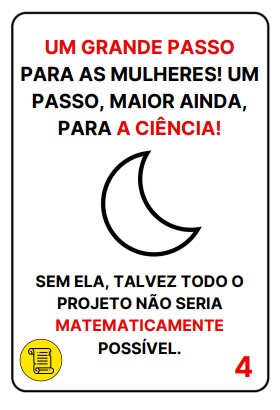 UM GRANDE PASSO
PARA AS MULHERES! UM
PASSO, MAIOR AINDA,
PARA A CIÊNCIA!
SEM ELA, TALVEZ TODO O
PROJETO NÃO SERIA
MATEMATICAMENTE
POSSÍVEL.
4